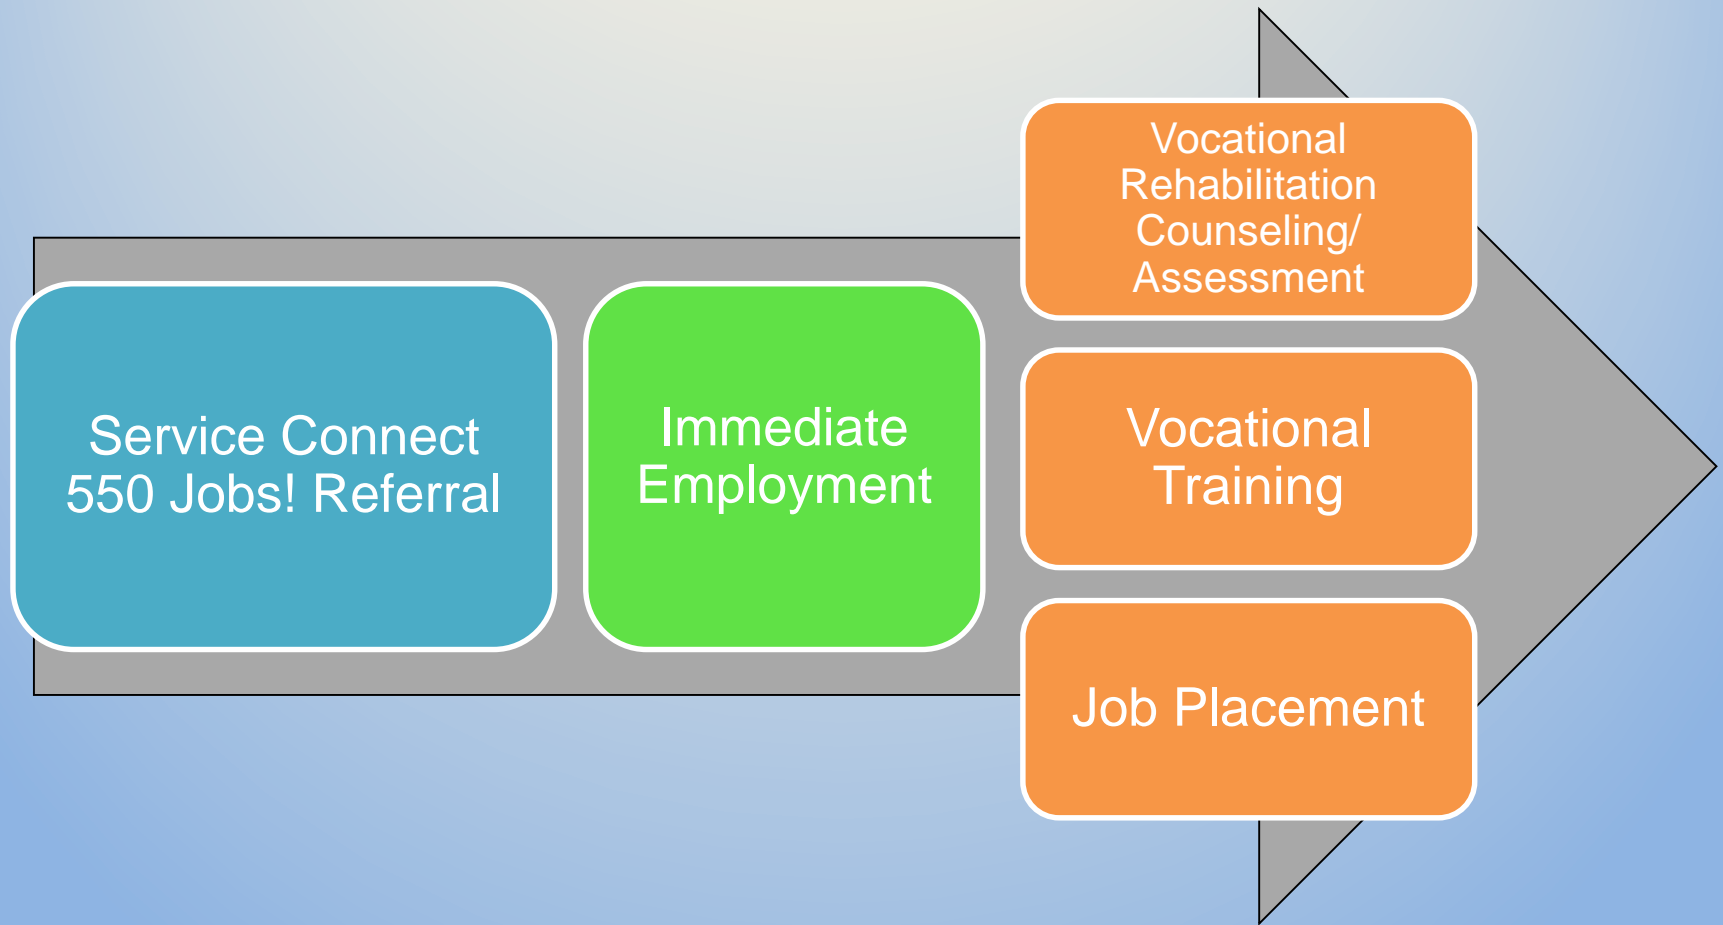 Service Connect
550 Jobs! Referral
Immediate
Employment
Vocational
Rehabilitation
Counseling/
Assessment
Vocational
Training
Job Placement